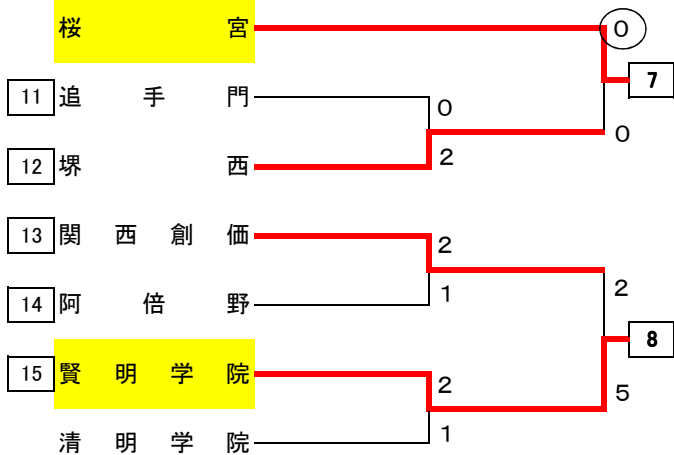 桜宮 0
7
11 追手門 0
0
12 堺西 2
13 関西創価 2
2
14 阿倍野 1
8
15 賢明学院 2
5
清明学院 1